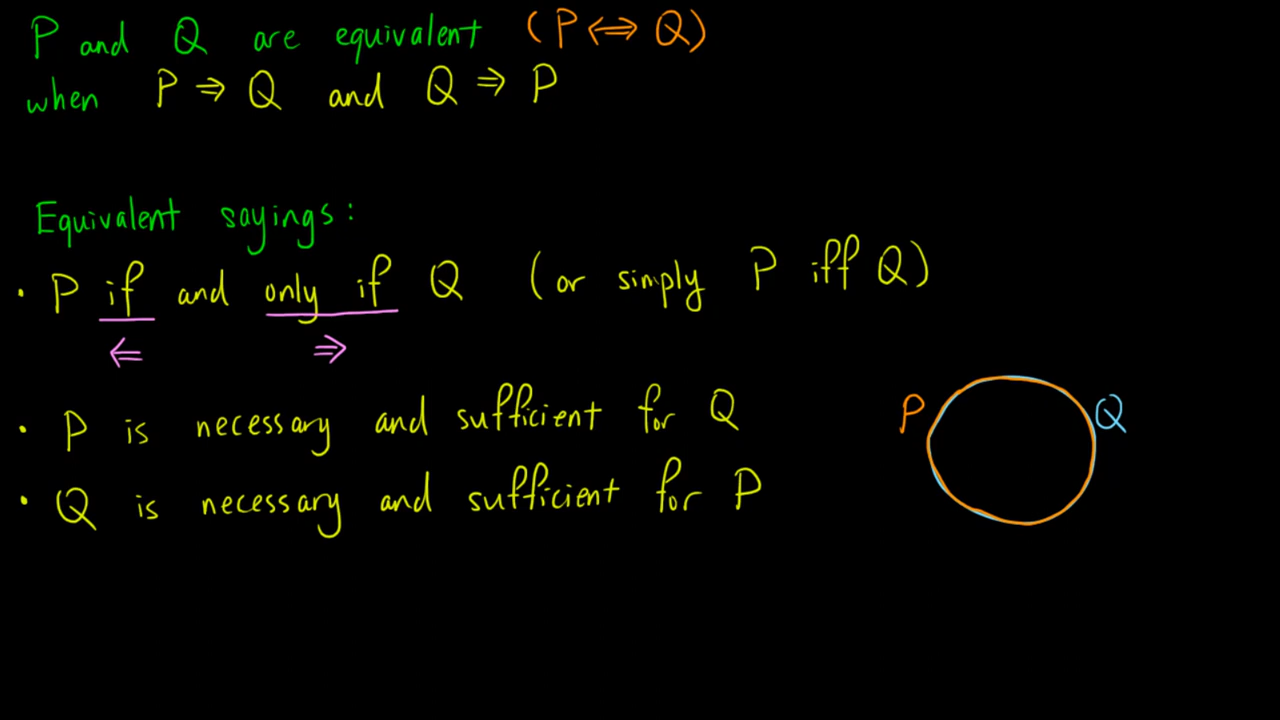 P and Q are equivalent (P ⟺ Q)
when P ⇒ Q and Q ⇒ P
Equivalent sayings:
• P if and only if Q (or simply P iff Q)
⇐ ⇒
• P is necessary and sufficient for Q
• Q is necessary and sufficient for P
P Q